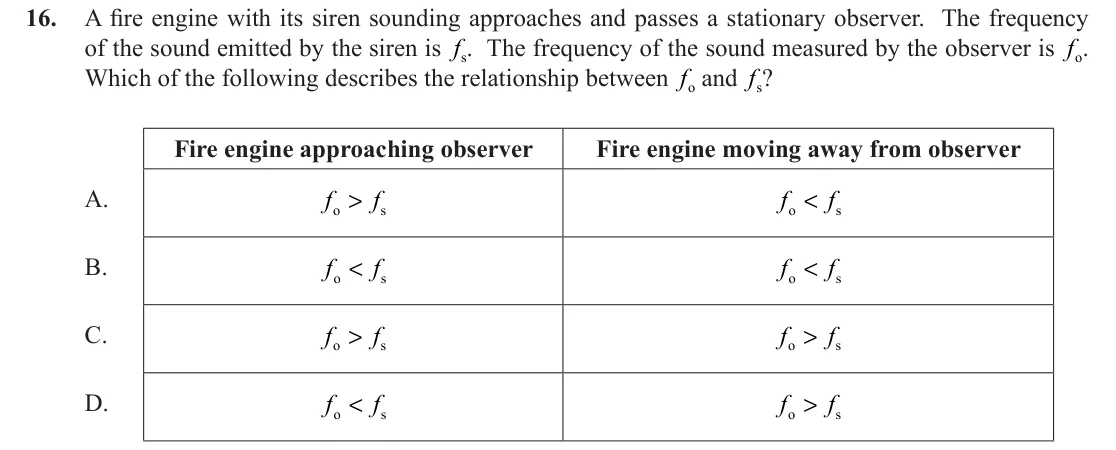 16. A fire engine with its siren sounding approaches and passes a stationary observer. The frequency
of the sound emitted by the siren is fs. The frequency of the sound measured by the observer is fo.
Which of the following describes the relationship between fo and fs?
Fire engine approaching observer Fire engine moving away from observer
A. fo > fs fo < fs
B. fo < fs fo < fs
C. fo > fs fo > fs
D. fo < fs fo > fs